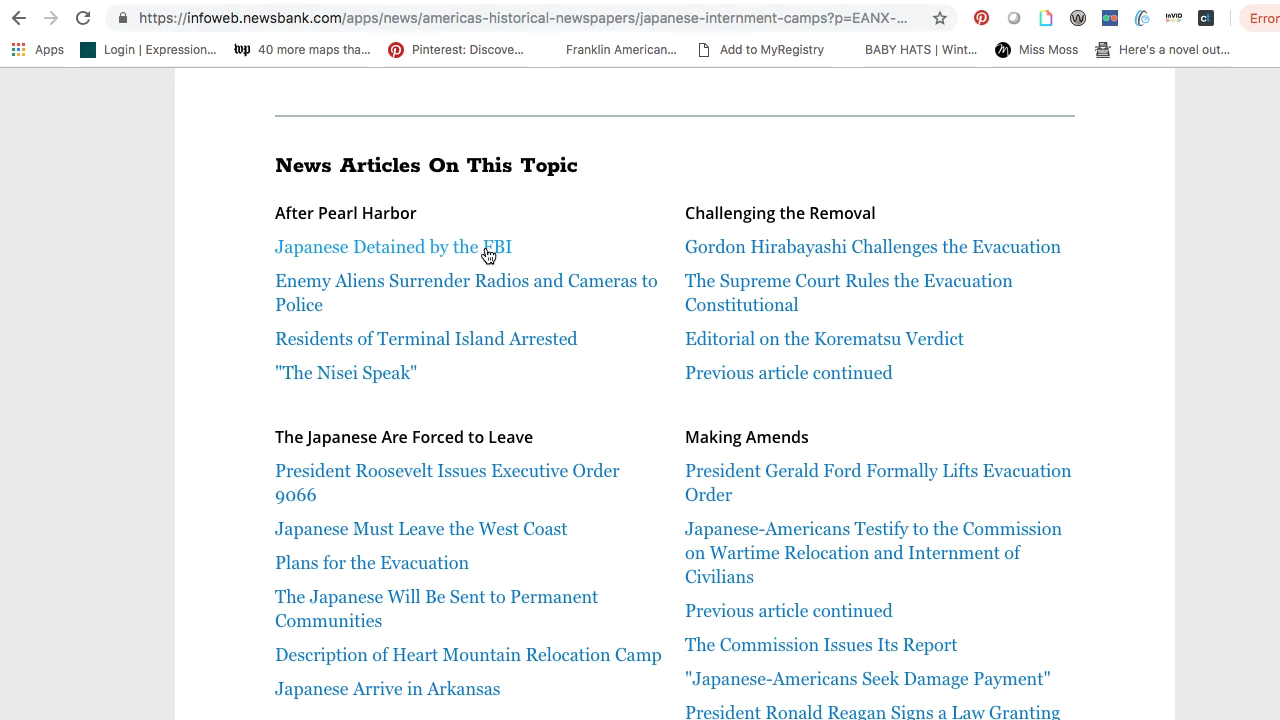 https://infoweb.newsbank.com/apps/news/americas-historical-newspapers/japanese-internment-camps?p=EANX-...
Error
Apps
Login | Expression...
wp 40 more maps tha...
Pinterest: Discove...
Franklin American...
Add to MyRegistry
BABY HATS | Wint...
Miss Moss
Here's a novel out...
News Articles On This Topic
After Pearl Harbor
Japanese Detained by the FBI
Enemy Aliens Surrender Radios and Cameras to
Police
Residents of Terminal Island Arrested
"The Nisei Speak"
The Japanese Are Forced to Leave
President Roosevelt Issues Executive Order
9066
Japanese Must Leave the West Coast
Plans for the Evacuation
The Japanese Will Be Sent to Permanent
Communities
Description of Heart Mountain Relocation Camp
Japanese Arrive in Arkansas
Challenging the Removal
Gordon Hirabayashi Challenges the Evacuation
The Supreme Court Rules the Evacuation
Constitutional
Editorial on the Korematsu Verdict
Previous article continued
Making Amends
President Gerald Ford Formally Lifts Evacuation
Order
Japanese-Americans Testify to the Commission
on Wartime Relocation and Internment of
Civilians
Previous article continued
The Commission Issues Its Report
"Japanese-Americans Seek Damage Payment"
President Ronald Reagan Signs a Law Granting